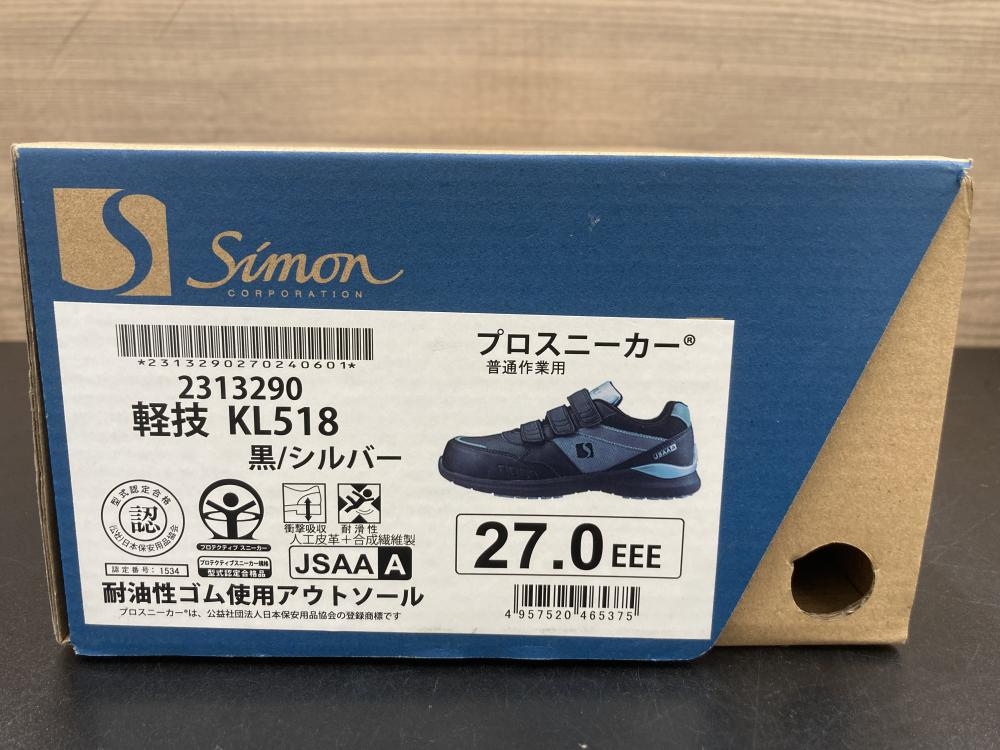 Simon
CORPORATION
*2313290270240601*
2313290
軽技 KL518
黒/シルバー
プロスニーカー®
普通作業用
JSAA A
型式認定合格
認
(公社)日本保安用品協会
認定番号：1534
プロテクティブ スニーカー
プロテクティブスニーカー規格
型式認定合格品
衝撃吸収
耐滑性
人工皮革＋合成繊維製
JSAA A
27.0 EEE
耐油性ゴム使用アウトソール
プロスニーカー®は、公益社団法人日本保安用品協会の登録商標です
4 957520 465375